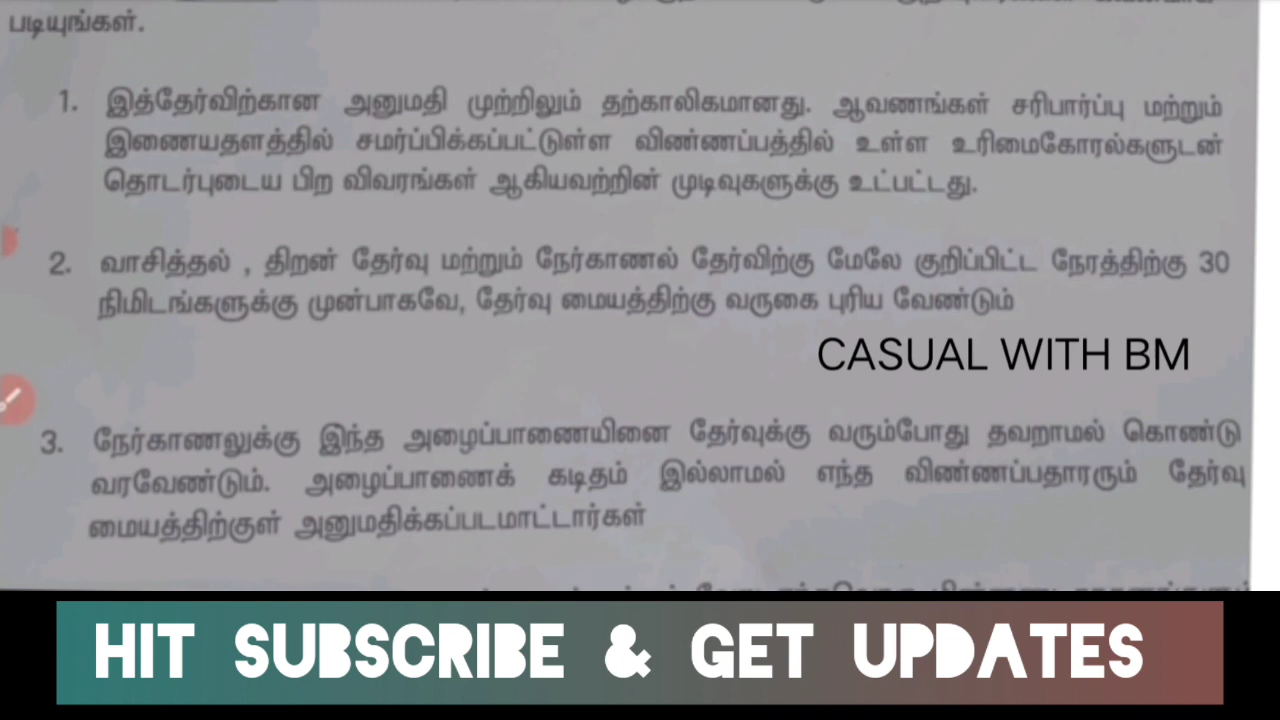 படியுங்கள்.
1. இத்தேர்விற்கான அனுமதி முற்றிலும் தற்காலிகமானது. ஆவணங்கள் சரிபார்ப்பு மற்றும்
இணையதளத்தில் சமர்ப்பிக்கப்பட்டுள்ள விண்ணப்பத்தில் உள்ள உரிமைகோரல்களுடன்
தொடர்புடைய பிற விவரங்கள் ஆகியவற்றின் முடிவுகளுக்கு உட்பட்டது.
2. வாசித்தல் , திறன் தேர்வு மற்றும் நேர்காணல் தேர்விற்கு மேலே குறிப்பிட்ட நேரத்திற்கு 30
நிமிடங்களுக்கு முன்பாகவே, தேர்வு மையத்திற்கு வருகை புரிய வேண்டும்
CASUAL WITH BM
3. நேர்காணலுக்கு இந்த அழைப்பாணையினை தேர்வுக்கு வரும்போது தவறாமல் கொண்டு
வரவேண்டும். அழைப்பாணைக் கடிதம் இல்லாமல் எந்த விண்ணப்பதாரரும் தேர்வு
மையத்திற்குள் அனுமதிக்கப்படமாட்டார்கள்
HIT SUBSCRIBE & GET UPDATES